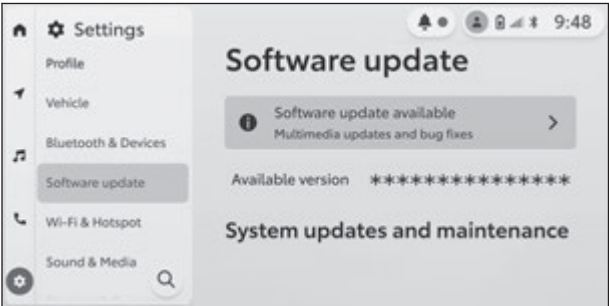 Settings
Profile
Vehicle
Bluetooth & Devices
Software update
Wi-Fi & Hotspot
Sound & Media
9:48
Software update
Software update available
Multimedia updates and bug fixes
Available version ***************
System updates and maintenance